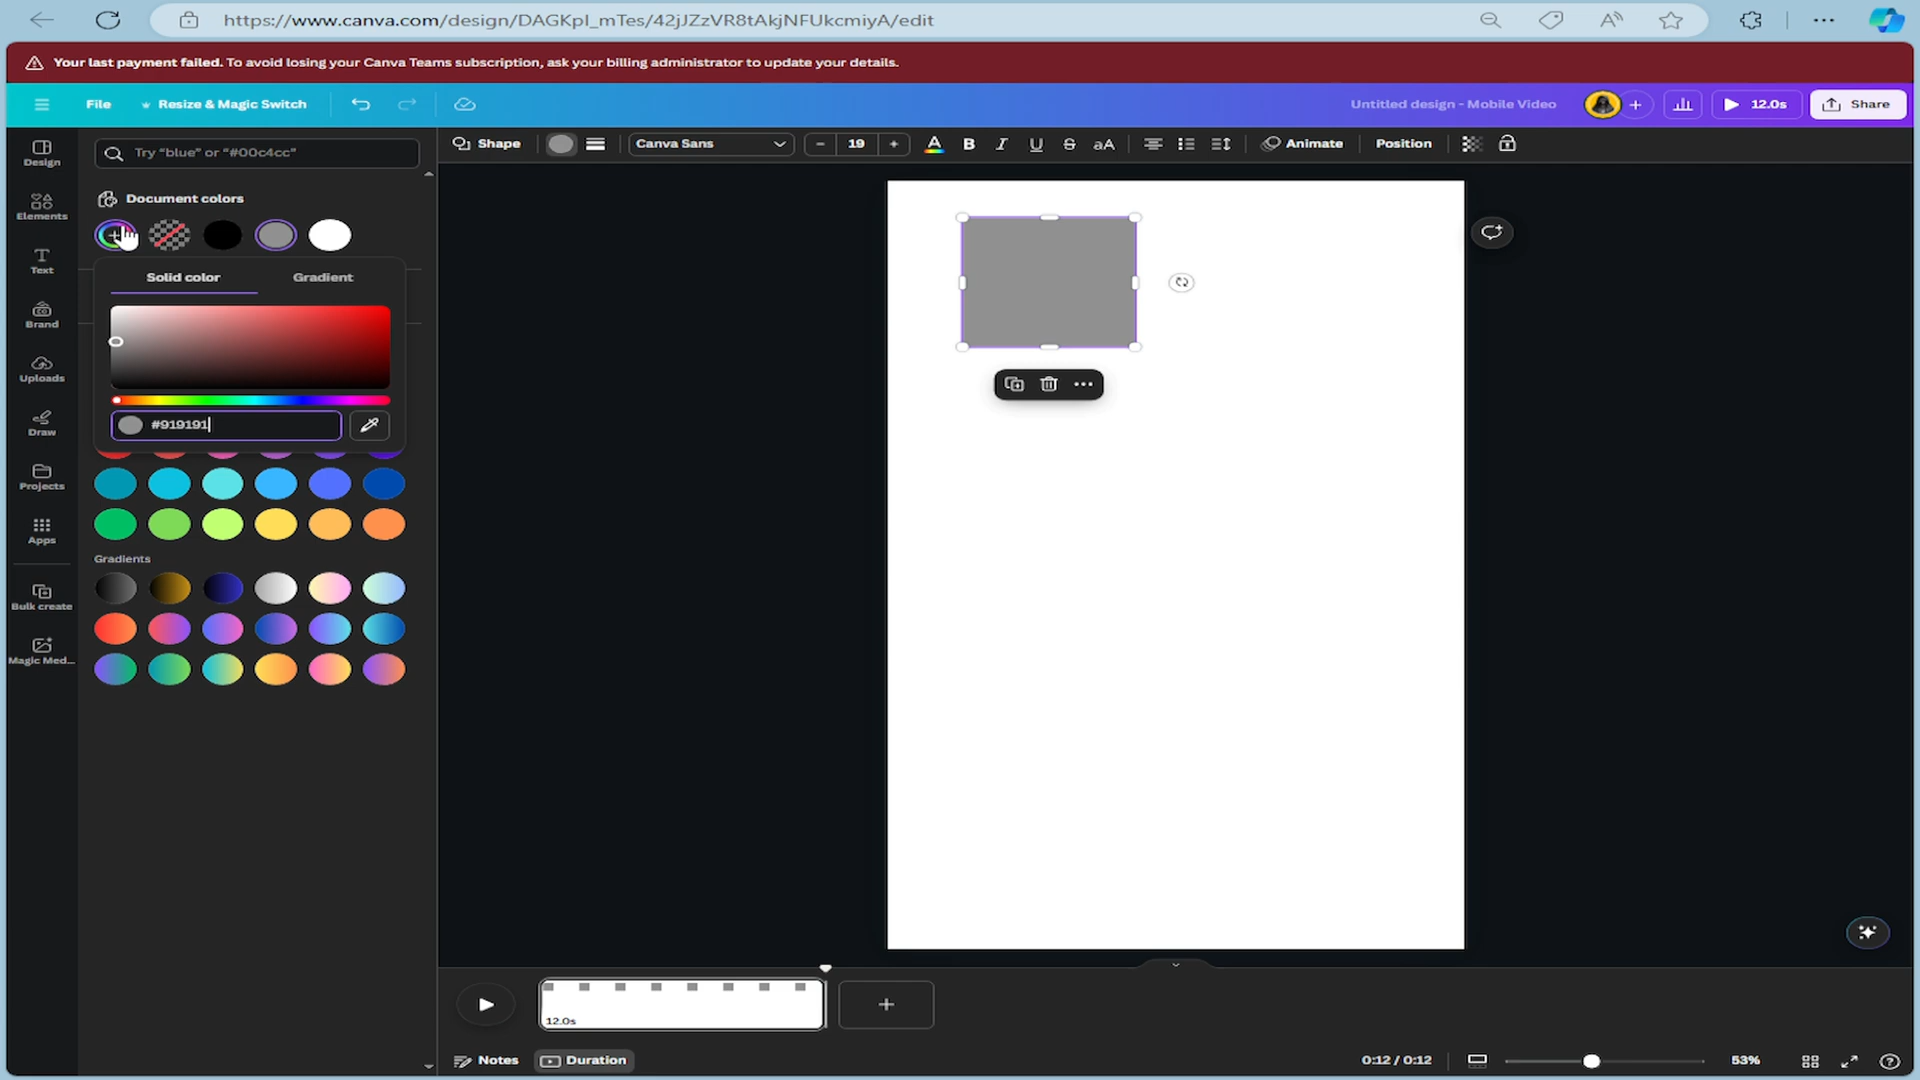 https://www.canva.com/design/DAGKpI_mTes/42jJZzVR8tAkjNFUkcmiyA/edit
Your last payment failed. To avoid losing your Canva Teams subscription, ask your billing administrator to update your details.
File
Resize & Magic Switch
Untitled design - Mobile Video
12.0s
Share
Design
Elements
Text
Brand
Uploads
Draw
Projects
Apps
Bulk create
Magic Med...
Try “blue” or “#00c4cc”
Document colors
Solid color
Gradient
#919191
Gradients
Shape
Canva Sans
19
A B I U S aA
Animate
Position
12.0s
Notes
Duration
0:12 / 0:12
53%